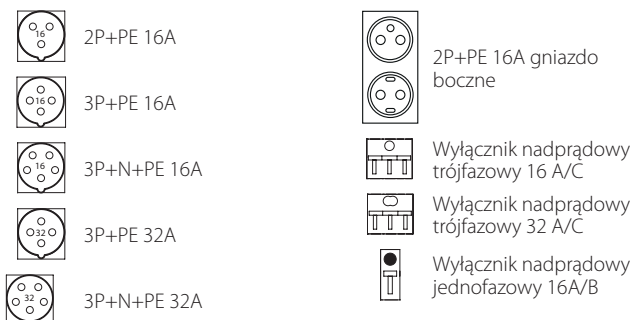 16
2P+PE 16A
16
3P+PE 16A
16
3P+N+PE 16A
32
3P+PE 32A
32
3P+N+PE 32A
2P+PE 16A gniazdo
boczne
Wyłącznik nadprądowy
trójfazowy 16 A/C
Wyłącznik nadprądowy
trójfazowy 32 A/C
Wyłącznik nadprądowy
jednofazowy 16A/B